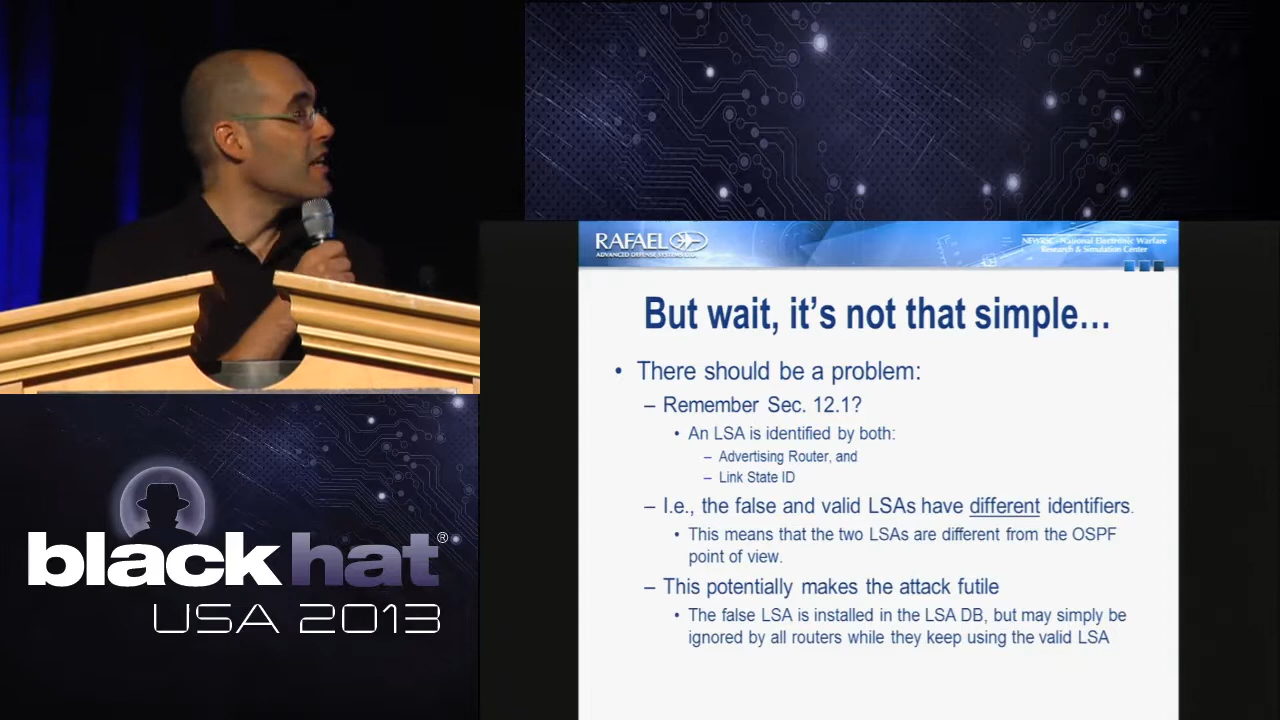 RAFAEL
ADVANCED DEFENSE SYSTEMS LTD.
NEWRSC - National Electronic Warfare
Research & Simulation Center
But wait, it's not that simple…
• There should be a problem:
– Remember Sec. 12.1?
• An LSA is identified by both:
– Advertising Router, and
– Link State ID
– I.e., the false and valid LSAs have different identifiers.
• This means that the two LSAs are different from the OSPF
point of view.
– This potentially makes the attack futile
• The false LSA is installed in the LSA DB, but may simply be
ignored by all routers while they keep using the valid LSA
black hat®
USA 2013